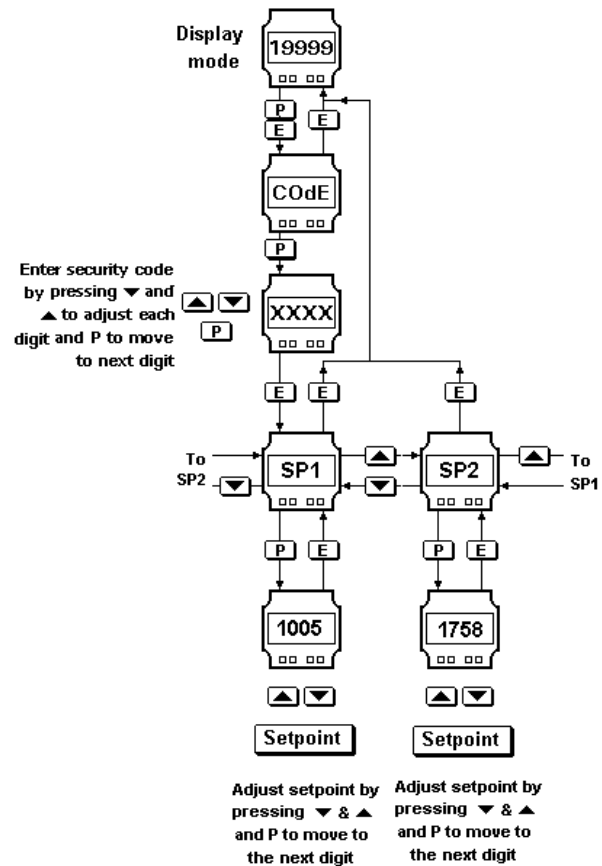 Display
mode
19999
P
E
E
COdE
P
Enter security code
by pressing ▼ and
▲ to adjust each
digit and P to move
to next digit
▲ ▼
P
XXXX
E
E
E
To
SP2
▼
SP1
▲
▼
SP2
▲
To
SP1
P
E
P
E
1005
1758
▲ ▼
▲ ▼
Setpoint
Setpoint
Adjust setpoint by
pressing ▼ & ▲
and P to move to
the next digit
Adjust setpoint by
pressing ▼ & ▲
and P to move to
the next digit